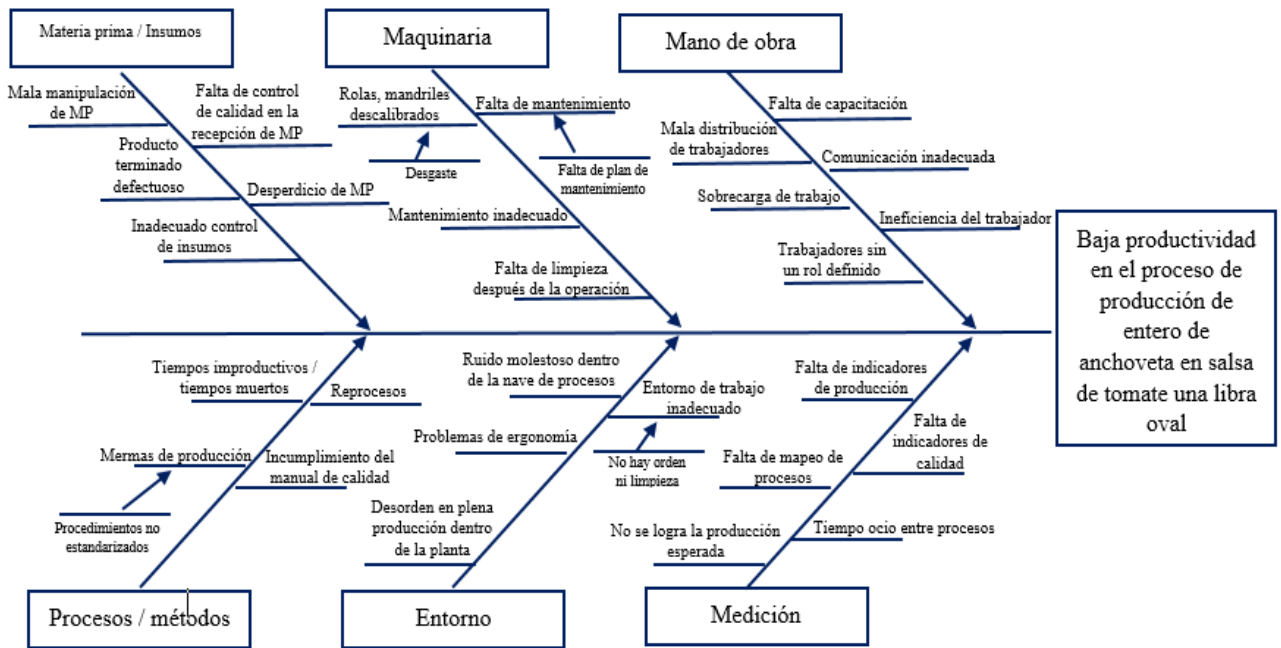 Materia prima / Insumos
Maquinaria
Mano de obra
Mala manipulación
de MP
Falta de control
de calidad en la
recepción de MP
Producto
terminado
defectuoso
Desperdicio de MP
Inadecuado control
de insumos
Rolas, mandriles
descalibrados
Desgaste
Falta de mantenimiento
Falta de plan de
mantenimiento
Mantenimiento inadecuado
Falta de limpieza
después de la operación
Falta de capacitación
Mala distribución
de trabajadores
Comunicación inadecuada
Sobrecarga de trabajo
Ineficiencia del trabajador
Trabajadores sin
un rol definido
Baja productividad
en el proceso de
producción de
entero de
anchoveta en salsa
de tomate una libra
oval
Tiempos improductivos /
tiempos muertos
Reprocesos
Mermas de producción
Incumplimiento del
manual de calidad
Procedimientos no
estandarizados
Ruido molestoso dentro
de la nave de procesos
Entorno de trabajo
inadecuado
Problemas de ergonomía
No hay orden
ni limpieza
Desorden en plena
producción dentro
de la planta
Falta de indicadores
de producción
Falta de
indicadores de
calidad
Falta de mapeo de
procesos
Tiempo ocio entre procesos
No se logra la producción
esperada
Procesos / métodos
Entorno
Medición